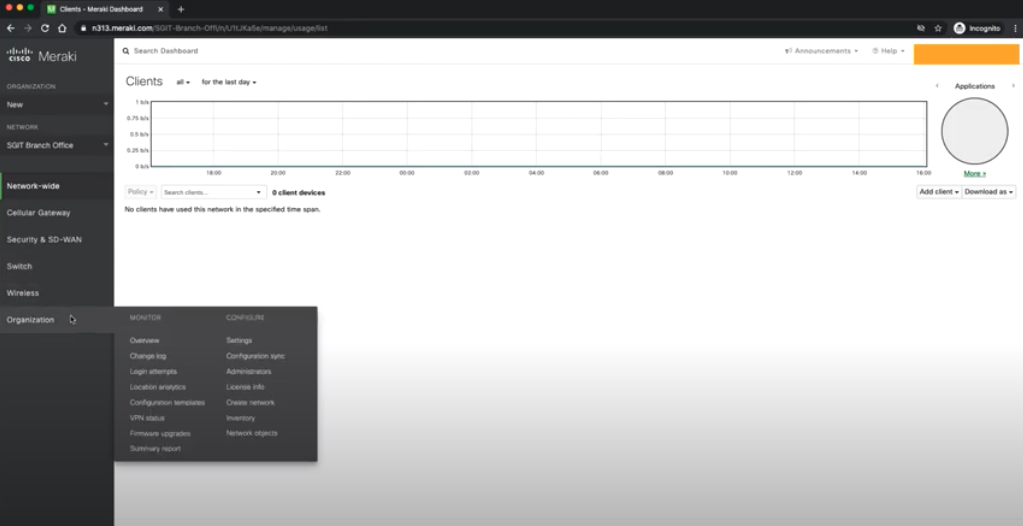 Clients - Meraki Dashboard
n313.meraki.com/SGIT-Branch-Offi/n/U1tJKa5e/manage/usage/list
Incognito
CISCO Meraki
Search Dashboard
Announcements
Help
ORGANIZATION
New
NETWORK
SGIT Branch Office
Network-wide
Cellular Gateway
Security & SD-WAN
Switch
Wireless
Organization
Clients all for the last day
1 b/s
0.75 b/s
0.5 b/s
0.25 b/s
0 b/s
18:00 20:00 22:00 00:00 02:00 04:00 06:00 08:00 10:00 12:00 14:00 16:00
Applications
More »
Policy Search clients... 0 client devices
Add client Download as
No clients have used this network in the specified time span.
MONITOR
Overview
Change log
Login attempts
Location analytics
Configuration templates
VPN status
Firmware upgrades
Summary report
CONFIGURE
Settings
Configuration sync
Administrators
License info
Create network
Inventory
Network objects